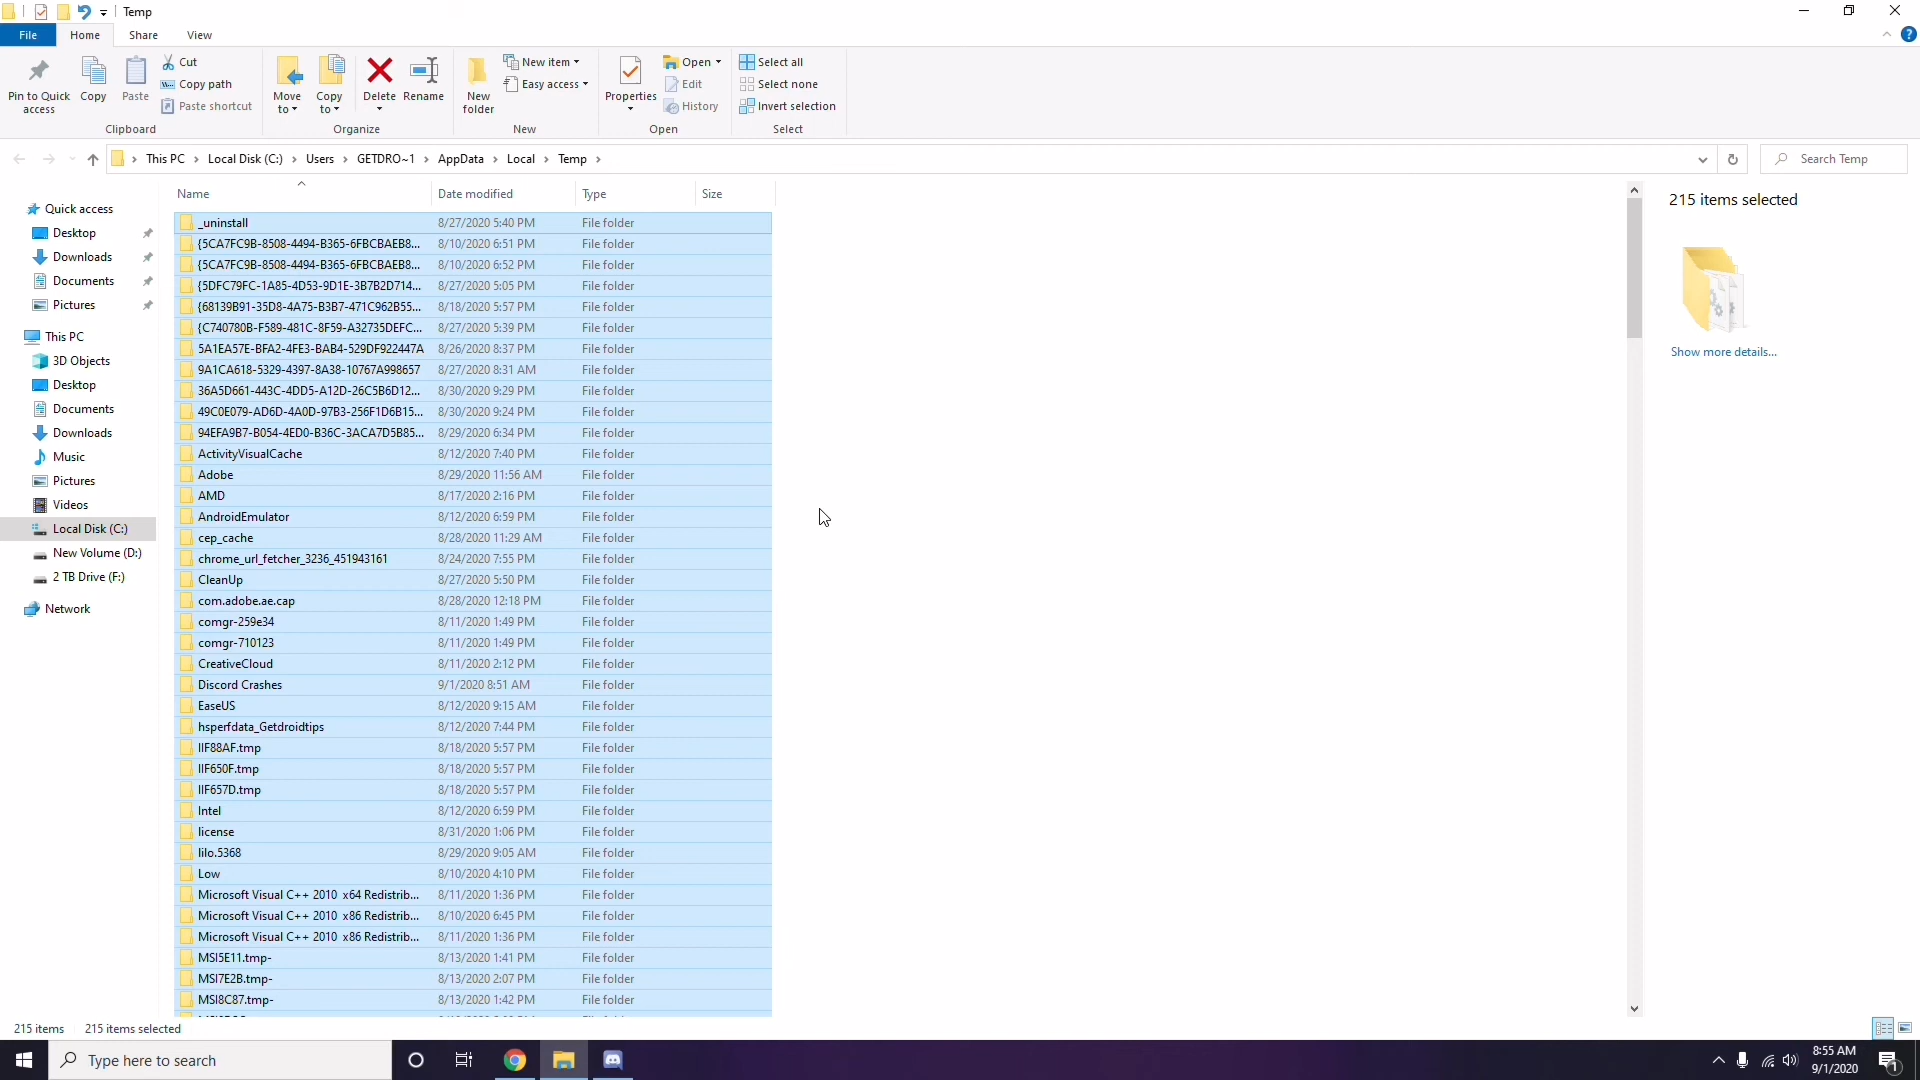 Temp
File Home Share View
Pin to Quick access
Copy
Paste
Cut
Copy path
Paste shortcut
Clipboard
Move to
Copy to
Delete
Rename
Organize
New folder
New item
Easy access
New
Properties
Open
Edit
History
Open
Select all
Select none
Invert selection
Select
This PC › Local Disk (C:) › Users › GETDRO~1 › AppData › Local › Temp ›
Search Temp
Quick access
Desktop
Downloads
Documents
Pictures
This PC
3D Objects
Desktop
Documents
Downloads
Music
Pictures
Videos
Local Disk (C:)
New Volume (D:)
2 TB Drive (F:)
Network
Name Date modified Type Size
_uninstall 8/27/2020 5:40 PM File folder
{5CA7FC9B-8508-4494-B365-6FBCBAEB8... 8/10/2020 6:51 PM File folder
{5CA7FC9B-8508-4494-B365-6FBCBAEB8... 8/10/2020 6:52 PM File folder
{5DFC79FC-1A85-4D53-9D1E-3B7B2D714... 8/27/2020 5:05 PM File folder
{68139B91-35D8-4A75-B3B7-471C962B55... 8/18/2020 5:57 PM File folder
{C740780B-F589-481C-8F59-A32735DEFC... 8/27/2020 5:39 PM File folder
5A1EA57E-BFA2-4FE3-BAB4-529DF922447A 8/26/2020 8:37 PM File folder
9A1CA618-5329-4397-8A38-10767A998657 8/27/2020 8:31 AM File folder
36A5D661-443C-4DD5-A12D-26C5B6D12... 8/30/2020 9:29 PM File folder
49C0E079-AD6D-4A0D-97B3-256F1D6B15... 8/30/2020 9:24 PM File folder
94EFA9B7-B054-4ED0-B36C-3ACA7D5B85... 8/29/2020 6:34 PM File folder
ActivityVisualCache 8/12/2020 7:40 PM File folder
Adobe 8/29/2020 11:56 AM File folder
AMD 8/17/2020 2:16 PM File folder
AndroidEmulator 8/12/2020 6:59 PM File folder
cep_cache 8/28/2020 11:29 AM File folder
chrome_url_fetcher_3236_451943161 8/24/2020 7:55 PM File folder
CleanUp 8/27/2020 5:50 PM File folder
com.adobe.ae.cap 8/28/2020 12:18 PM File folder
comgr-259e34 8/11/2020 1:49 PM File folder
comgr-710123 8/11/2020 1:49 PM File folder
CreativeCloud 8/11/2020 2:12 PM File folder
Discord Crashes 9/1/2020 8:51 AM File folder
EaseUS 8/12/2020 9:15 AM File folder
hsperfdata_Getdroidtips 8/12/2020 7:44 PM File folder
IIF88AF.tmp 8/18/2020 5:57 PM File folder
IIF650F.tmp 8/18/2020 5:57 PM File folder
IIF657D.tmp 8/18/2020 5:57 PM File folder
Intel 8/12/2020 6:59 PM File folder
license 8/31/2020 1:06 PM File folder
lilo.5368 8/29/2020 9:05 AM File folder
Low 8/10/2020 4:10 PM File folder
Microsoft Visual C++ 2010 x64 Redistrib... 8/11/2020 1:36 PM File folder
Microsoft Visual C++ 2010 x86 Redistrib... 8/10/2020 6:45 PM File folder
Microsoft Visual C++ 2010 x86 Redistrib... 8/11/2020 1:36 PM File folder
MSI5E11.tmp- 8/13/2020 1:41 PM File folder
MSI7E2B.tmp- 8/13/2020 2:07 PM File folder
MSI8C87.tmp- 8/13/2020 1:42 PM File folder
215 items selected
Show more details...
215 items 215 items selected
Type here to search
8:55 AM
9/1/2020
1